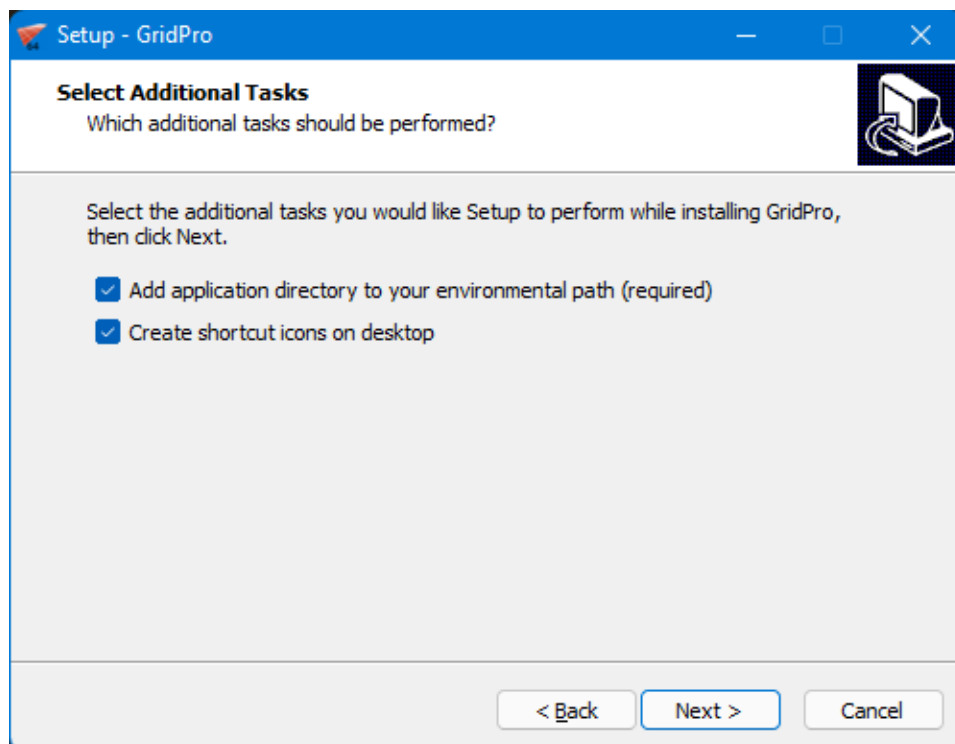 Setup - GridPro
Select Additional Tasks
Which additional tasks should be performed?
Select the additional tasks you would like Setup to perform while installing GridPro,
then click Next.
Add application directory to your environmental path (required)
Create shortcut icons on desktop
< Back
Next >
Cancel